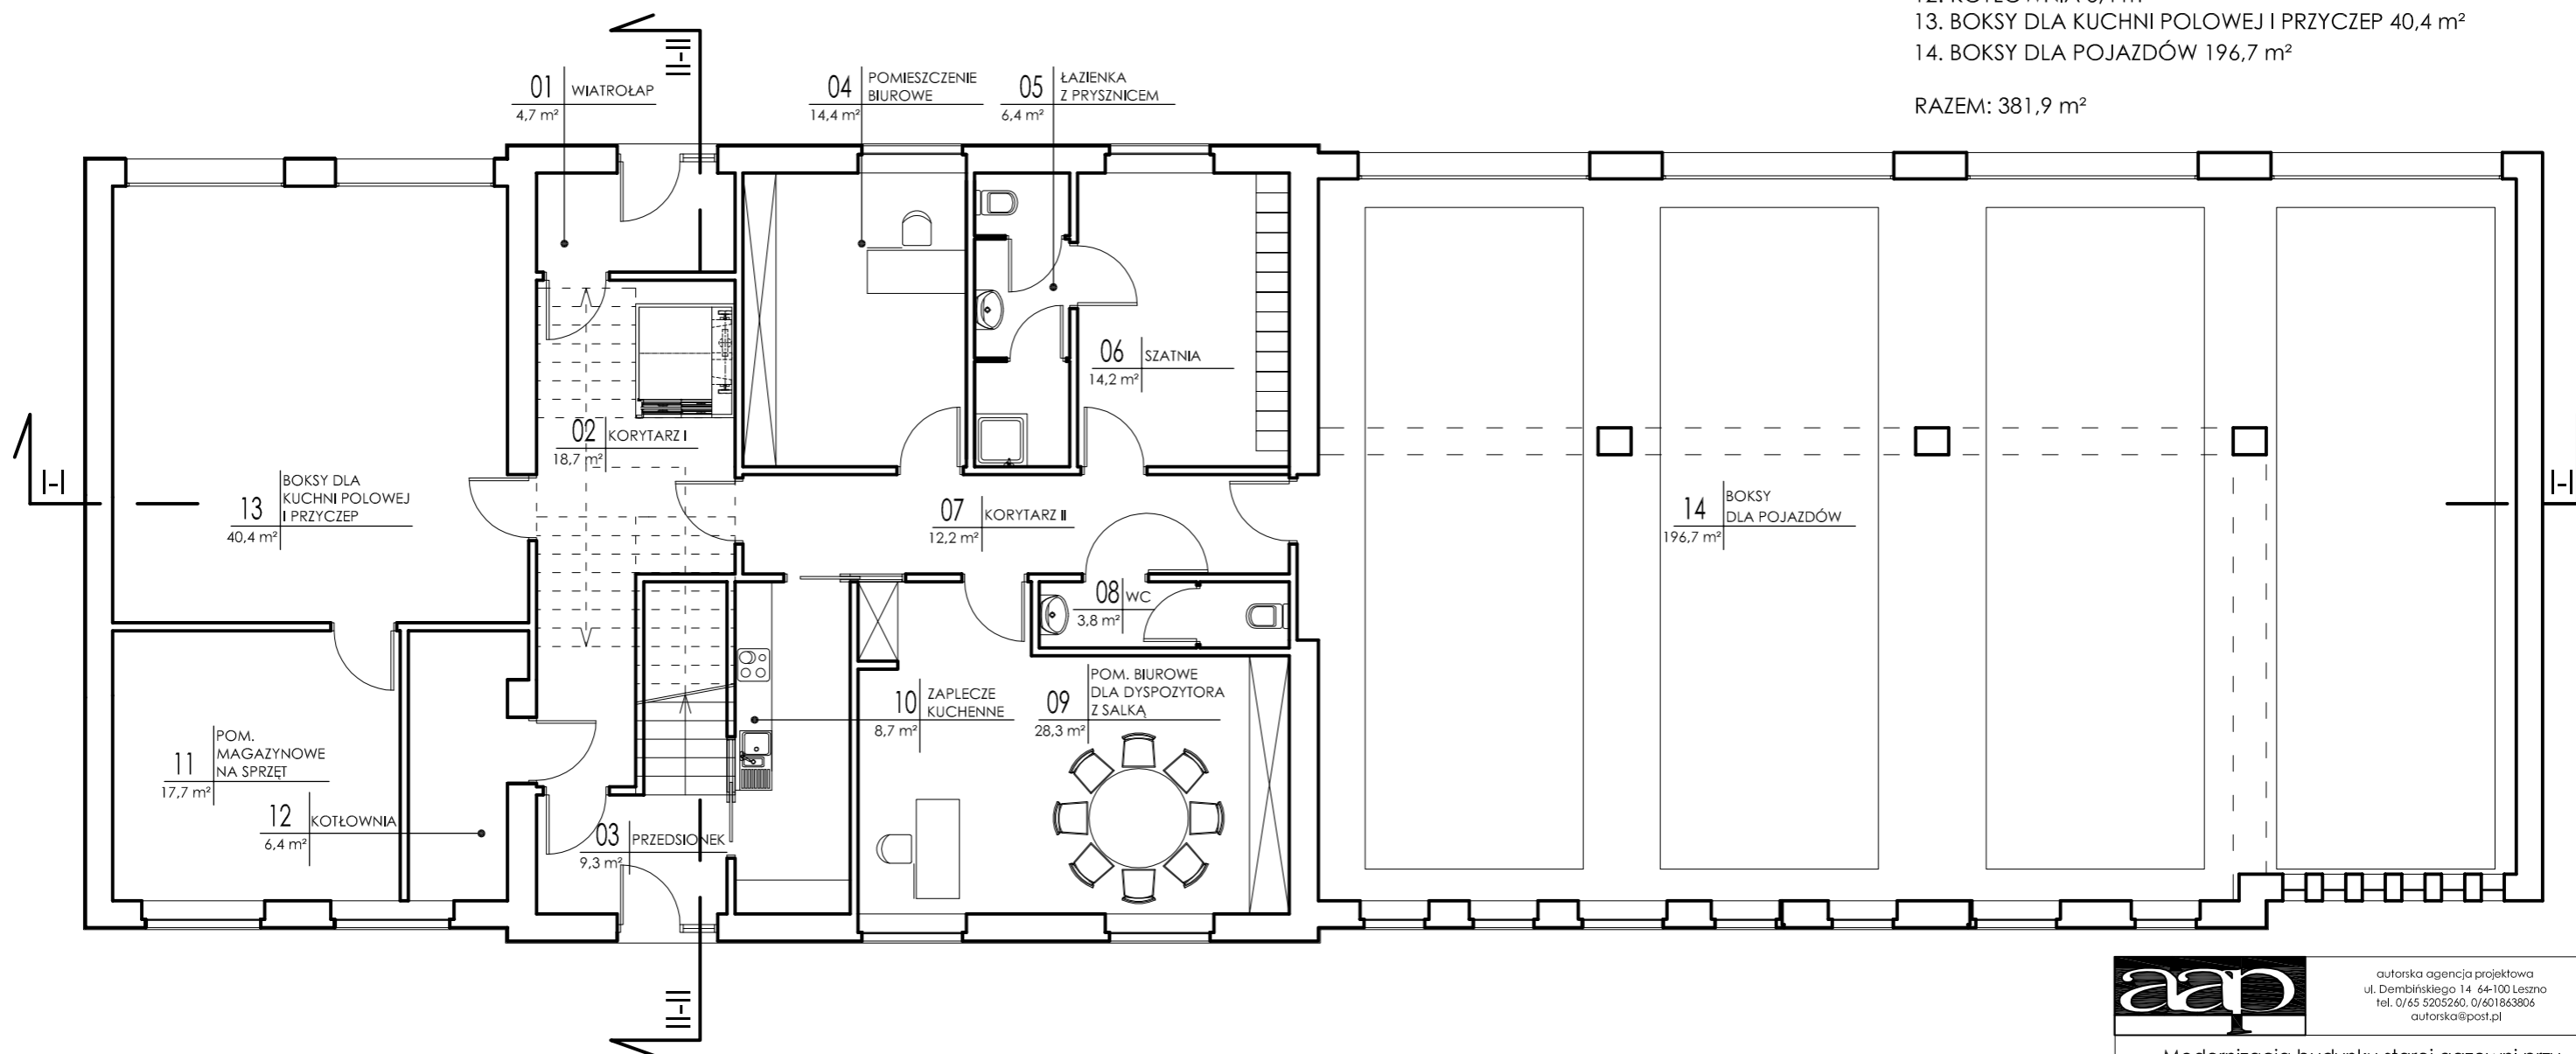 13. BOKSY DLA KUCHNI POLOWEJ I PRZYCZEP 40,4 m²
14. BOKSY DLA POJAZDÓW 196,7 m²
RAZEM: 381,9 m²
II-II
01 WIATROŁAP
4,7 m²
04 POMIESZCZENIE
BIUROWE
14,4 m²
05 ŁAZIENKA
Z PRYSZNICEM
6,4 m²
06 SZATNIA
14,2 m²
02 KORYTARZ I
18,7 m²
I-I
13 BOKSY DLA
KUCHNI POLOWEJ
I PRZYCZEP
40,4 m²
07 KORYTARZ II
12,2 m²
14 BOKSY
DLA POJAZDÓW
196,7 m²
I-I
08 WC
3,8 m²
10 ZAPLECZE
KUCHENNE
8,7 m²
09 POM. BIUROWE
DLA DYSPOZYTORA
Z SALKĄ
28,3 m²
11 POM.
MAGAZYNOWE
NA SPRZĘT
17,7 m²
12 KOTŁOWNIA
6,4 m²
03 PRZEDSIONEK
9,3 m²
II-II
aap
autorska agencja projektowa
ul. Dembińskiego 14 64-100 Leszno
tel. 0/65 5205260, 0/601863806
autorska@post.pl